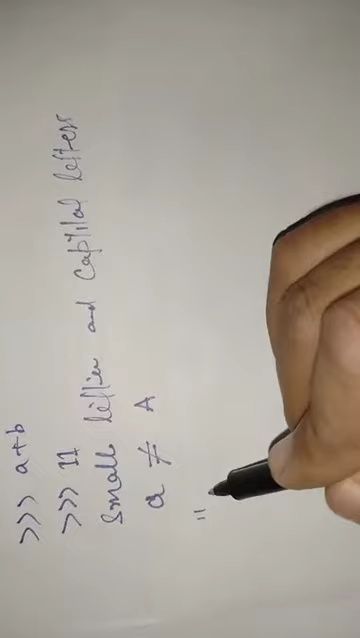 >>> a+b
>>> 11
Small letter and Capital letters
a ≠ A
"